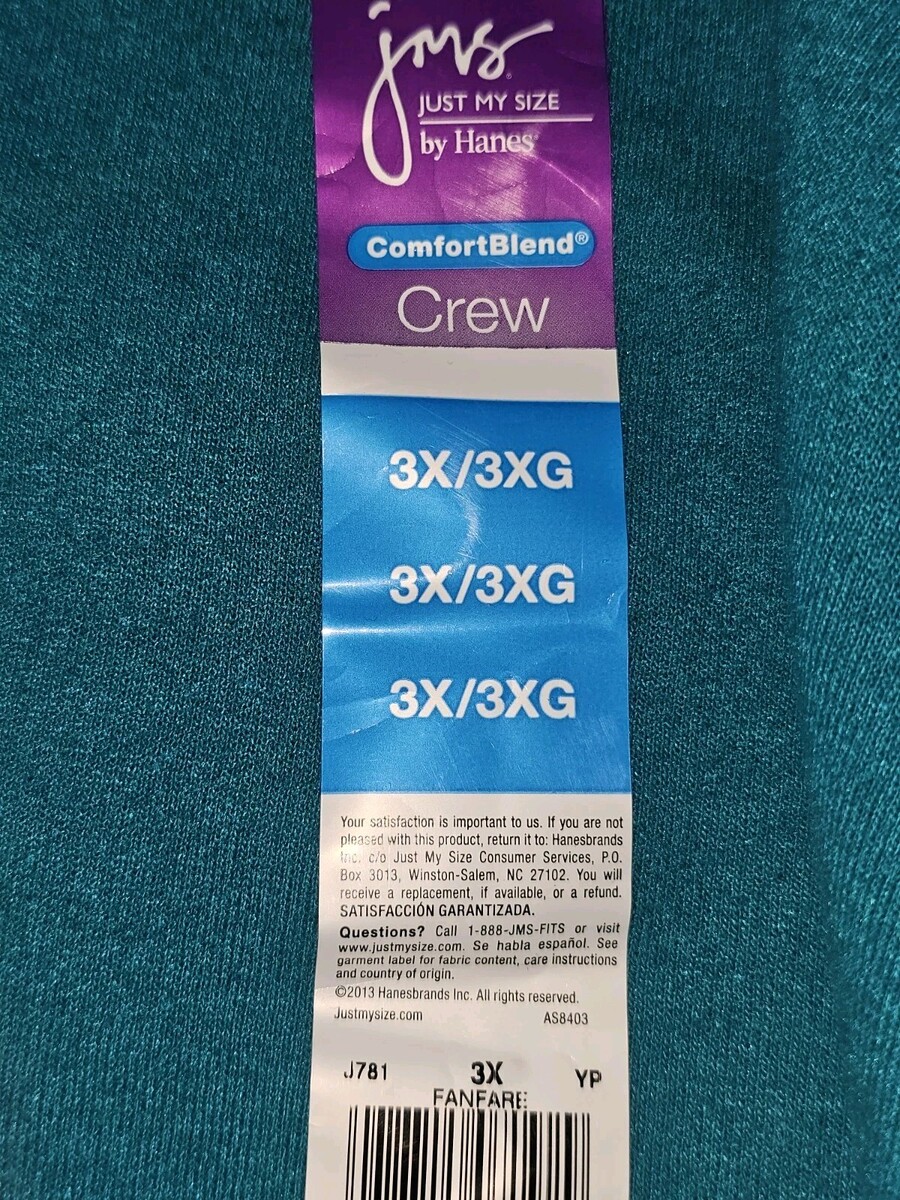 jms®
JUST MY SIZE
by Hanes®
ComfortBlend®
Crew
3X/3XG
3X/3XG
3X/3XG
Your satisfaction is important to us. If you are not
pleased with this product, return it to: Hanesbrands
Inc. c/o Just My Size Consumer Services, P.O.
Box 3013, Winston-Salem, NC 27102. You will
receive a replacement, if available, or a refund.
SATISFACCIÓN GARANTIZADA.
Questions? Call 1-888-JMS-FITS or visit
www.justmysize.com. Se habla español. See
garment label for fabric content, care instructions
and country of origin.
©2013 Hanesbrands Inc. All rights reserved.
Justmysize.com AS8403
J781 3X YP
FANFARE